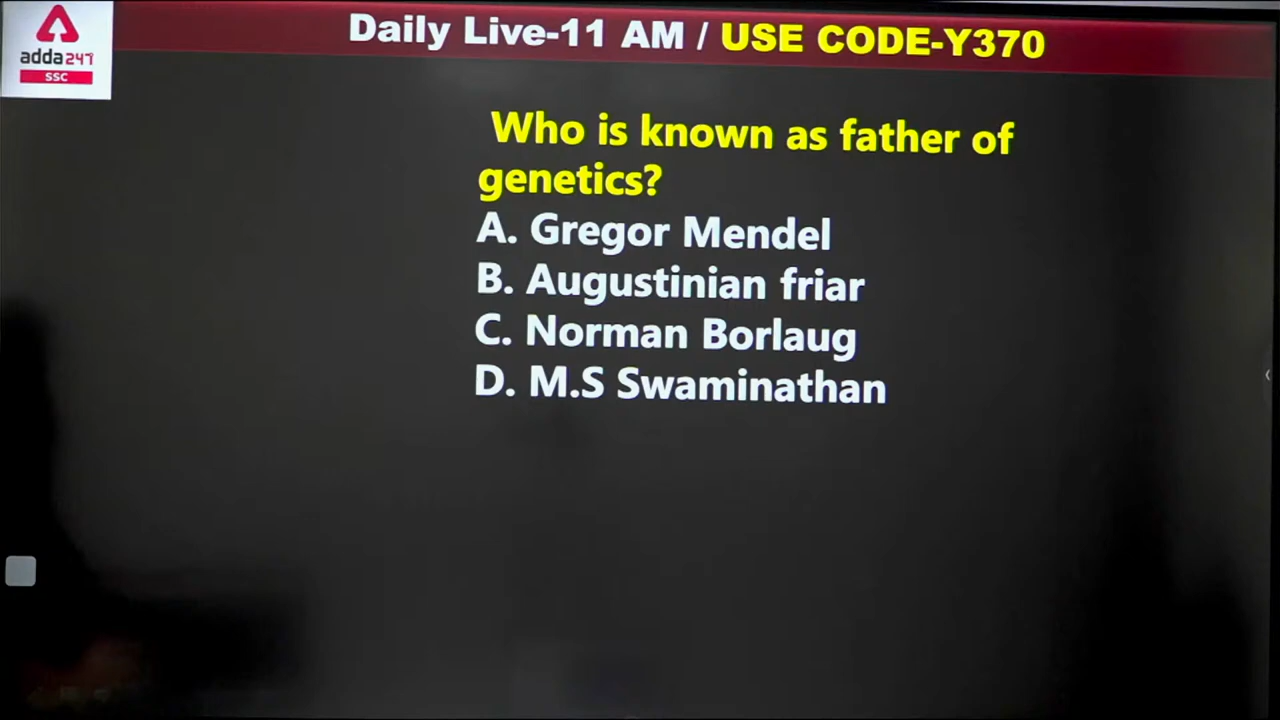 adda247
SSC
Daily Live-11 AM / USE CODE-Y370
Who is known as father of
genetics?
A. Gregor Mendel
B. Augustinian friar
C. Norman Borlaug
D. M.S Swaminathan